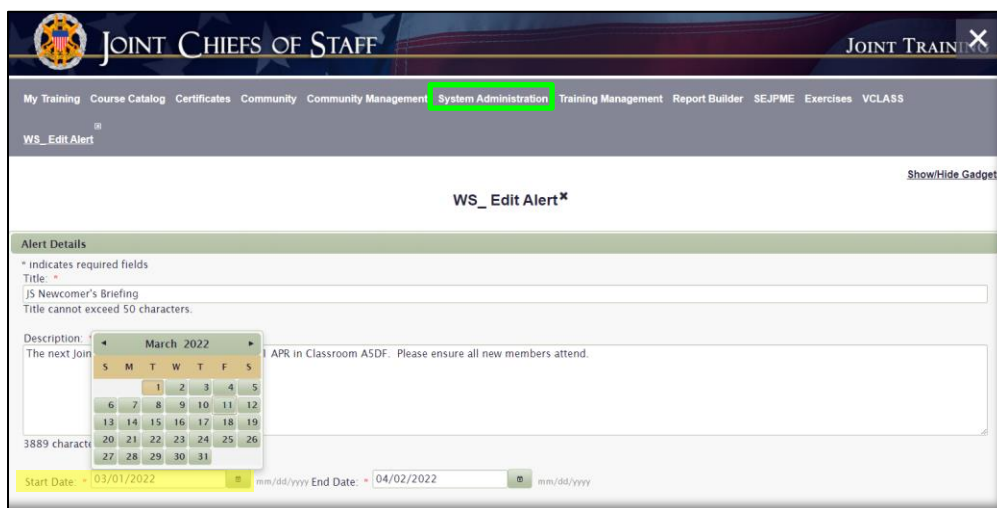 JOINT CHIEFS OF STAFF
JOINT TRAINING
My Training Course Catalog Certificates Community Community Management System Administration Training Management Report Builder SEJPME Exercises VCLASS
WS_ Edit Alert
Show/Hide Gadget
WS_ Edit Alert
Alert Details
* indicates required fields
Title: *
JS Newcomer's Briefing
Title cannot exceed 50 characters.
Description: *
The next Join APR in Classroom A5DF. Please ensure all new members attend.
March 2022
S M T W T F S
1 2 3 4 5
6 7 8 9 10 11 12
13 14 15 16 17 18 19
20 21 22 23 24 25 26
27 28 29 30 31
3889
Start Date: * 03/01/2022 mm/dd/yyyy End Date: * 04/02/2022 mm/dd/yyyy